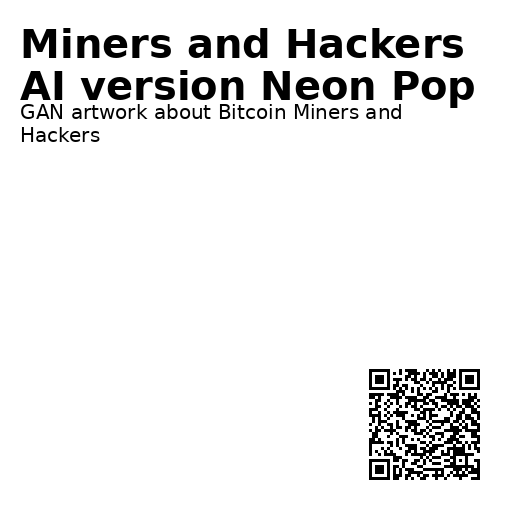 Miners and Hackers
AI version Neon Pop
GAN artwork about Bitcoin Miners and
Hackers